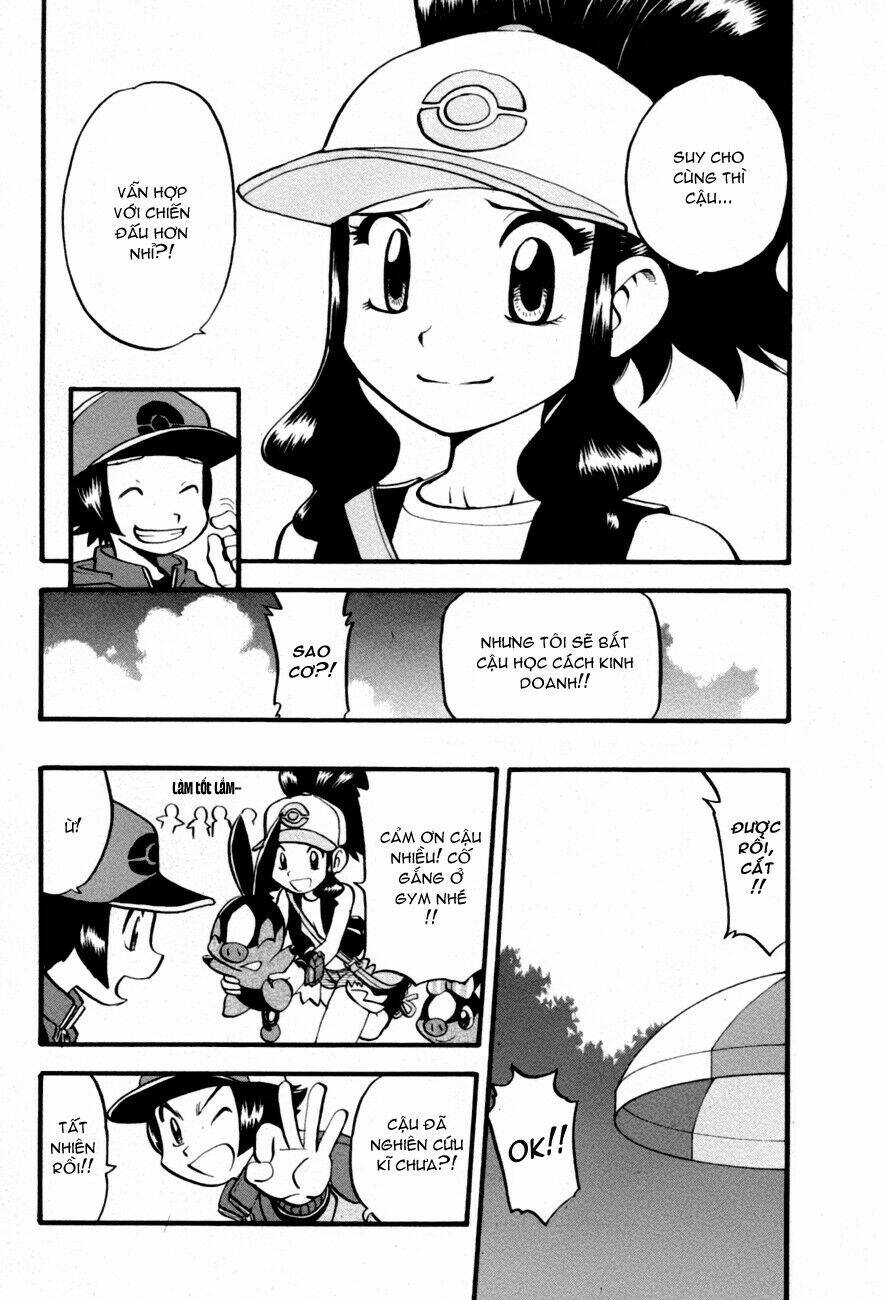 SUY CHO
CÙNG THÌ
CẬU...
VẪN HỢP
VỚI CHIẾN
ĐẤU HƠN
NHỈ?!
NHƯNG TÔI SẼ BẮT
CẬU HỌC CÁCH KINH
DOANH!!
SAO
CƠ?!
ĐƯỢC
RỒI,
CẮT
!!
OK!!
LÀM TỐT LẮM~
CẢM ƠN CẬU
NHIỀU! CỐ
GẮNG Ở
GYM NHÉ
!!
Ừ!
CẬU ĐÃ
NGHIÊN CỨU
KĨ CHƯA?!
TẤT
NHIÊN
RỒI!!